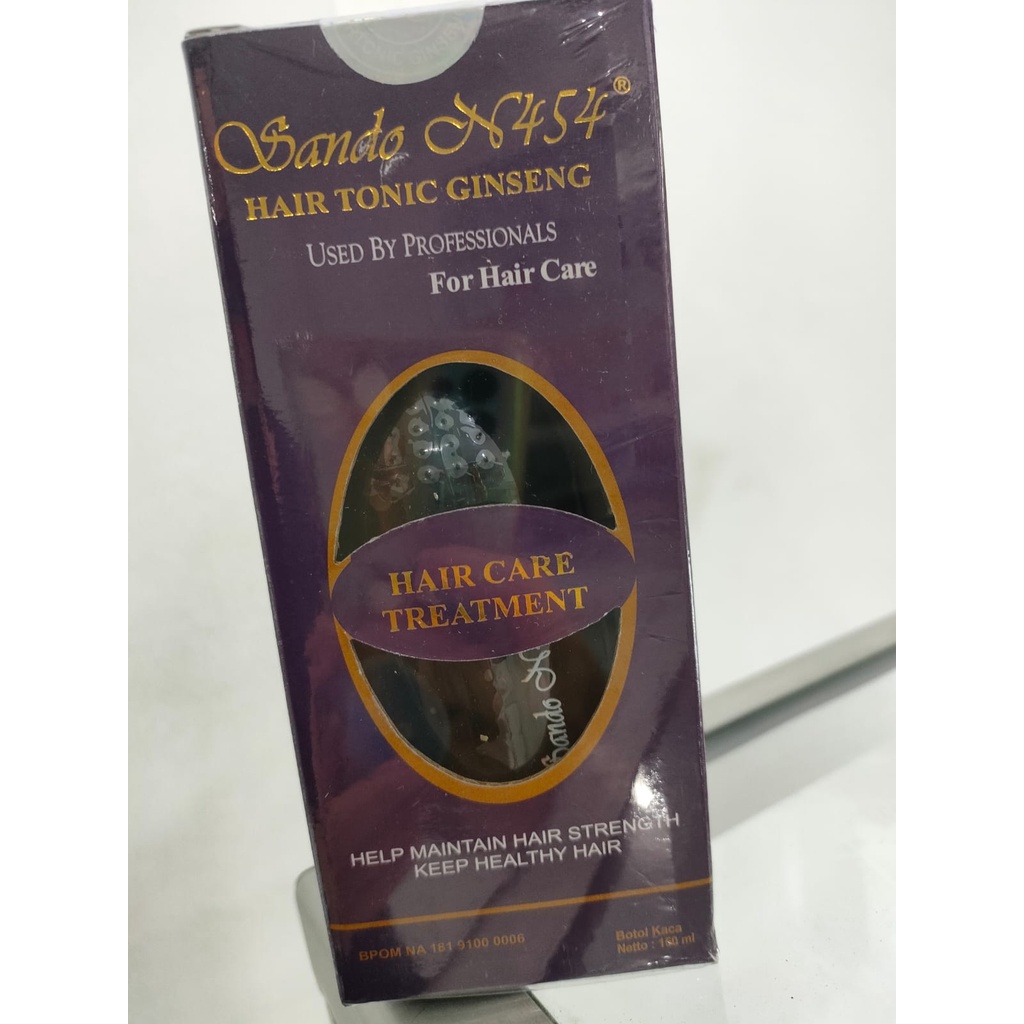 Sando N454®
HAIR TONIC GINSENG
USED BY PROFESSIONALS
For Hair Care
HAIR CARE
TREATMENT
Sando
HELP MAINTAIN HAIR STRENGTH
KEEP HEALTHY HAIR
BPOM NA 181 9100 0006
Botol Kaca
Netto : 150 ml